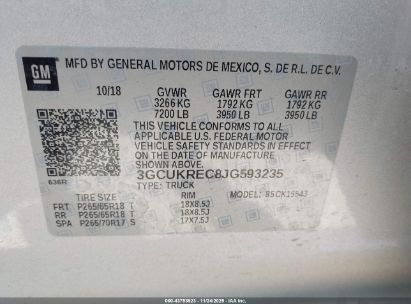 GM
MFD BY GENERAL MOTORS DE MEXICO, S. DE R.L. DE C.V.
10/18 GVWR GAWR FRT GAWR RR
3266 KG 1792 KG 1792 KG
7200 LB 3950 LB 3950 LB
THIS VEHICLE CONFORMS TO ALL
APPLICABLE U.S. FEDERAL MOTOR
VEHICLE SAFETY STANDARDS IN EFFECT
ON THE DATE OF MANUFACTURE SHOWN ABOVE.
3GCUKREC8JG593235
636R TYPE: TRUCK MODEL:
TIRE SIZE RIM
FRT P265/65R18 T 18X8.5J
RR P265/65R18 T 18X8.5J
SPA P265/70R17 S 17X7.5J